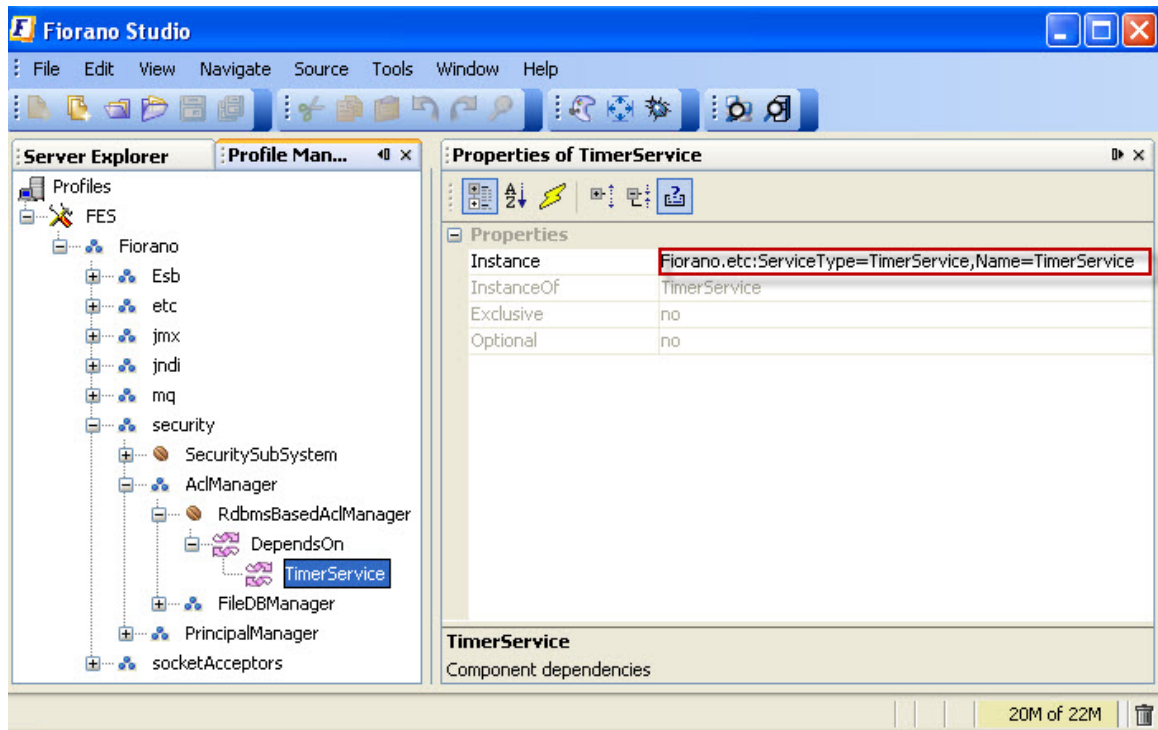 Fiorano Studio
File Edit View Navigate Source Tools Window Help
Server Explorer
Profile Man...
Profiles
FES
Fiorano
Esb
etc
jmx
jndi
mq
security
SecuritySubSystem
AclManager
RdbmsBasedAclManager
DependsOn
TimerService
FileDBManager
PrincipalManager
socketAcceptors
Properties of TimerService
Properties
Instance Fiorano.etc:ServiceType=TimerService,Name=TimerService
InstanceOf TimerService
Exclusive no
Optional no
TimerService
Component dependencies
20M of 22M